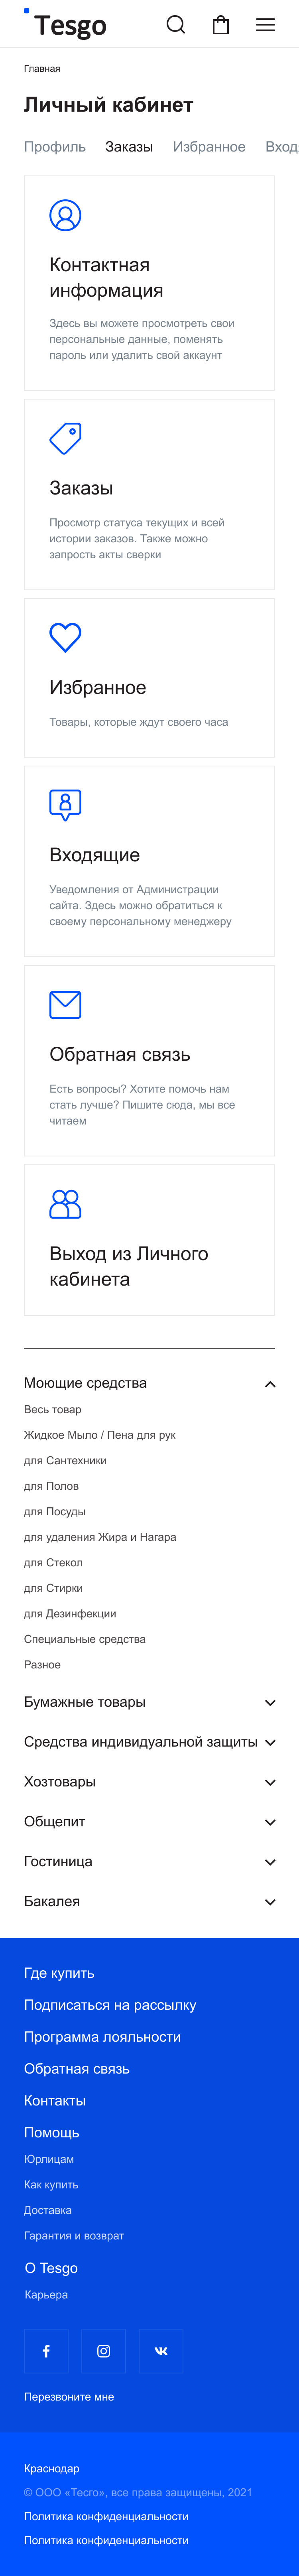 Tesgo
Главная
Личный кабинет
Профиль Заказы Избранное Вход
Контактная
информация
Здесь вы можете просмотреть свои
персональные данные, поменять
пароль или удалить свой аккаунт
Заказы
Просмотр статуса текущих и всей
истории заказов. Также можно
запрость акты сверки
Избранное
Товары, которые ждут своего часа
Входящие
Уведомления от Администрации
сайта. Здесь можно обратиться к
своему персональному менеджеру
Обратная связь
Есть вопросы? Хотите помочь нам
стать лучше? Пишите сюда, мы все
читаем
Выход из Личного
кабинета
Моющие средства
Весь товар
Жидкое Мыло / Пена для рук
для Сантехники
для Полов
для Посуды
для удаления Жира и Нагара
для Стекол
для Стирки
для Дезинфекции
Специальные средства
Разное
Бумажные товары
Средства индивидуальной защиты
Хозтовары
Общепит
Гостиница
Бакалея
Где купить
Подписаться на рассылку
Программа лояльности
Обратная связь
Контакты
Помощь
Юрлицам
Как купить
Доставка
Гарантия и возврат
О Tesgo
Карьера
Перезвоните мне
Краснодар
© ООО «Тесго», все права защищены, 2021
Политика конфиденциальности
Политика конфиденциальности